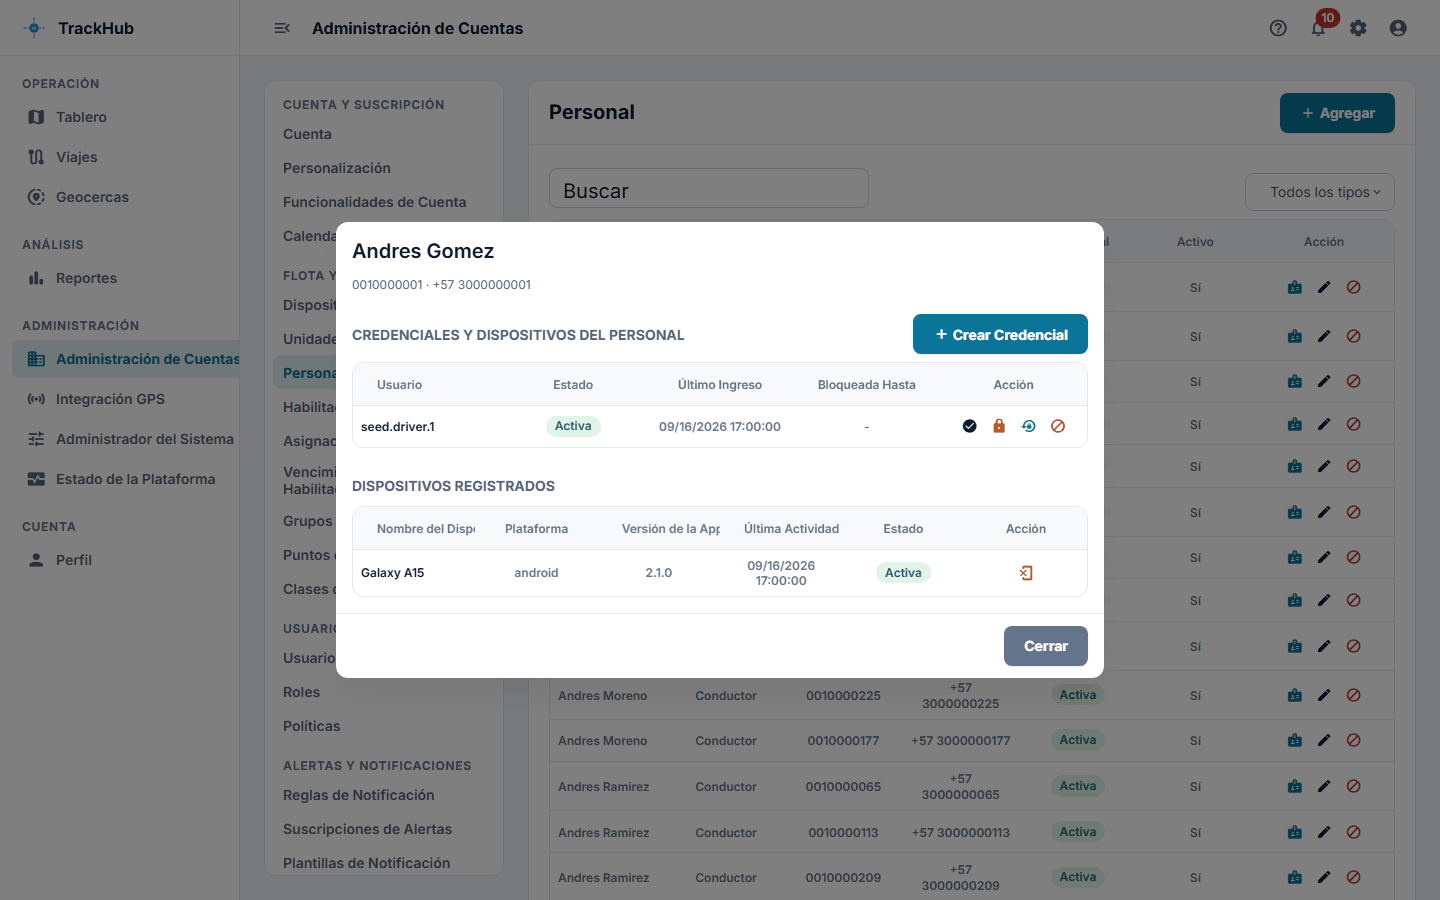 TrackHub
Administración de Cuentas
10
OPERACIÓN
Tablero
Viajes
Geocercas
ANÁLISIS
Reportes
ADMINISTRACIÓN
Administración de Cuentas
Integración GPS
Administrador del Sistema
Estado de la Plataforma
CUENTA
Perfil
CUENTA Y SUSCRIPCIÓN
Cuenta
Personalización
Funcionalidades de Cuenta
Calenda
FLOTA Y
Disposit
Unidade
Persona
Habilitac
Asignac
Vencimi
Habilitac
Grupos
Puntos
Clases
USUARIO
Usuario
Roles
Políticas
ALERTAS Y NOTIFICACIONES
Reglas de Notificación
Suscripciones de Alertas
Plantillas de Notificación
Personal
+ Agregar
Buscar
Todos los tipos
Activo Acción
Sí
Sí
Sí
Sí
Sí
Sí
Sí
Sí
Sí
Andres Moreno Conductor 0010000225 +57 3000000225 Activa Sí
Andres Moreno Conductor 0010000177 +57 3000000177 Activa Sí
Andres Ramirez Conductor 0010000065 +57 3000000065 Activa Sí
Andres Ramirez Conductor 0010000113 +57 3000000113 Activa Sí
Andres Ramirez Conductor 0010000209 +57 3000000209 Activa Sí
Andres Gomez
0010000001 · +57 3000000001
CREDENCIALES Y DISPOSITIVOS DEL PERSONAL
+ Crear Credencial
Usuario Estado Último Ingreso Bloqueada Hasta Acción
seed.driver.1 Activa 09/16/2026 17:00:00 -
DISPOSITIVOS REGISTRADOS
Nombre del Dispo Plataforma Versión de la App Última Actividad Estado Acción
Galaxy A15 android 2.1.0 09/16/2026 17:00:00 Activa
Cerrar